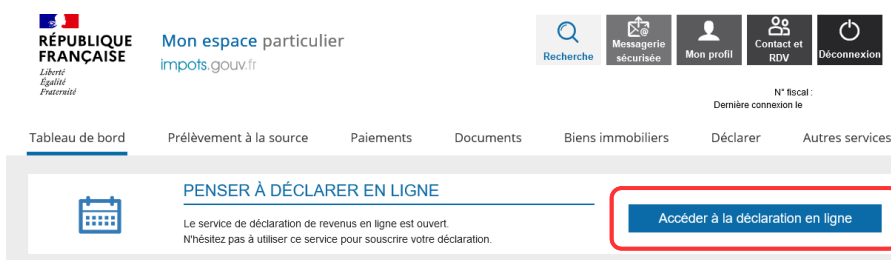 RÉPUBLIQUE
FRANÇAISE
Liberté
Égalité
Fraternité
Mon espace particulier
impots.gouv.fr
Recherche
Messagerie
sécurisée
Mon profil
Contact et
RDV
Déconnexion
N° fiscal :
Dernière connexion le
Tableau de bord Prélèvement à la source Paiements Documents Biens immobiliers Déclarer Autres services
PENSER À DÉCLARER EN LIGNE
Le service de déclaration de revenus en ligne est ouvert.
N'hésitez pas à utiliser ce service pour souscrire votre déclaration.
Accéder à la déclaration en ligne